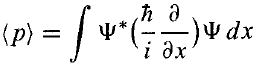 ⟨p⟩ = ∫ Ψ*(ℏ/i ∂/∂x)Ψ dx